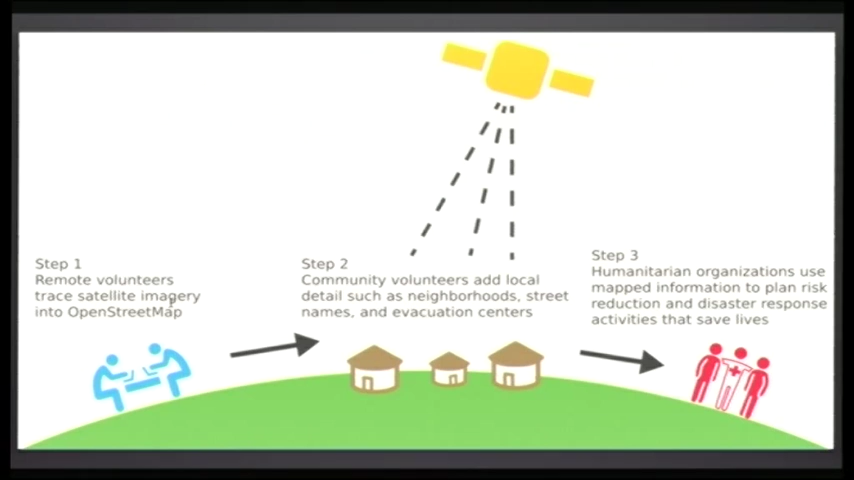 Step 1
Remote volunteers
trace satellite imagery
into OpenStreetMap
Step 2
Community volunteers add local
detail such as neighborhoods, street
names, and evacuation centers
Step 3
Humanitarian organizations use
mapped information to plan risk
reduction and disaster response
activities that save lives